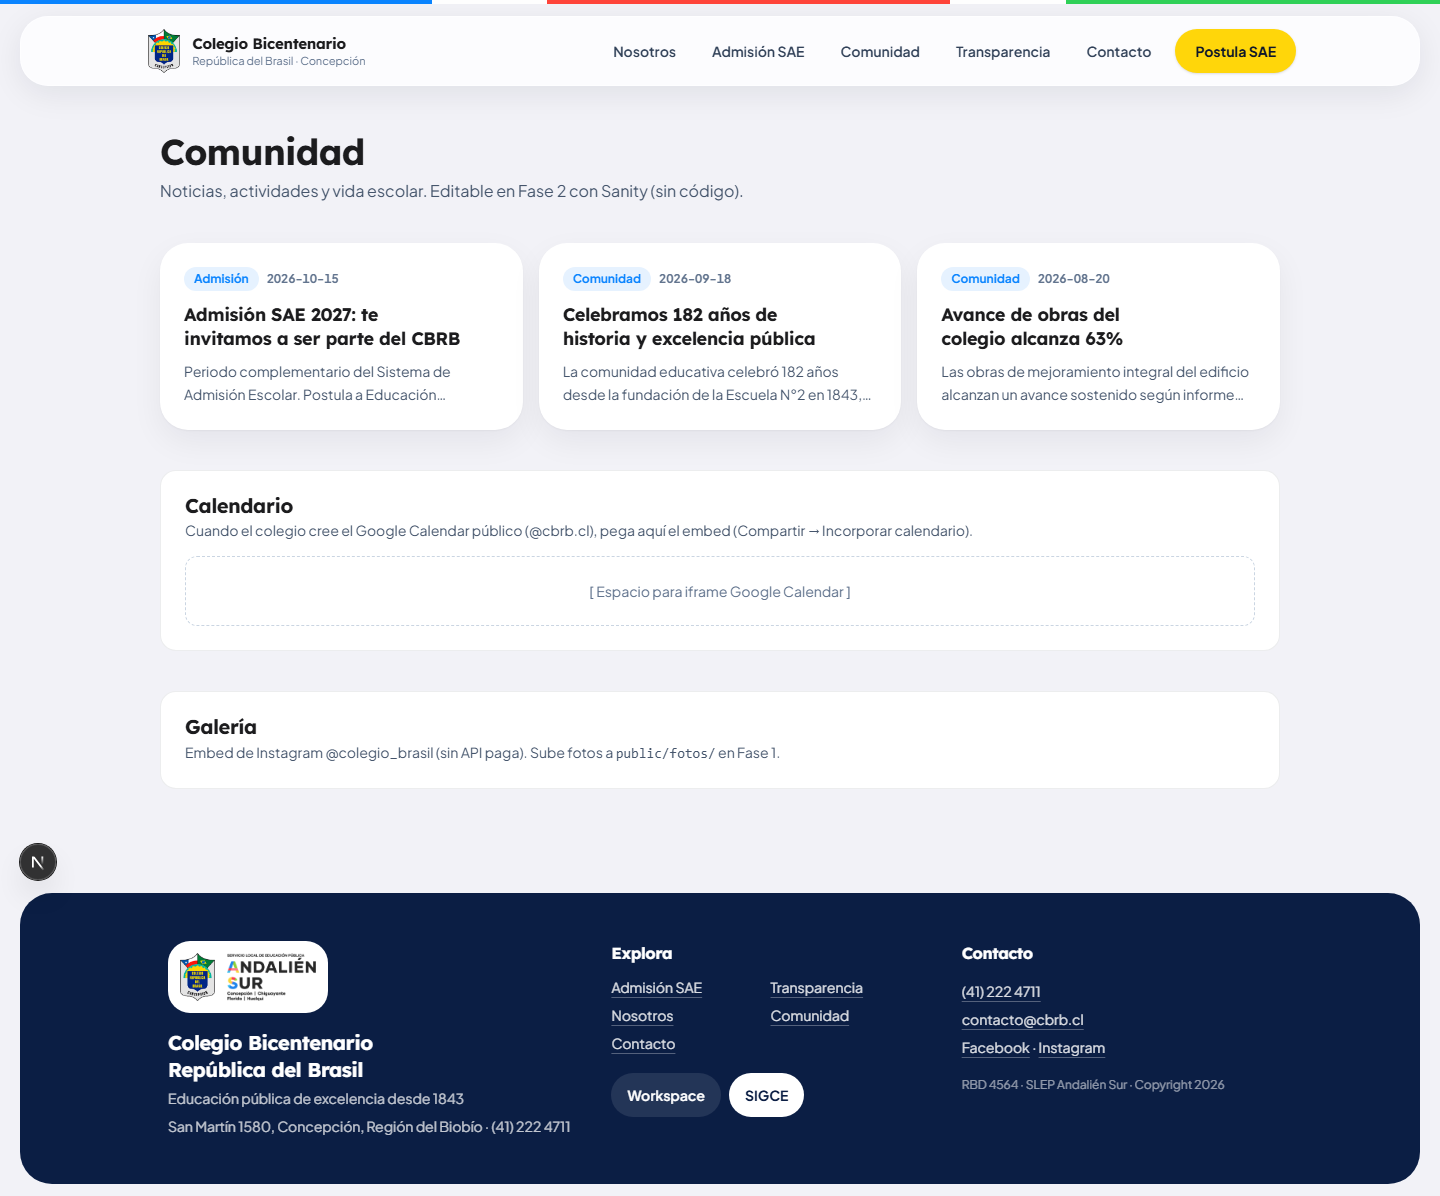 Colegio Bicentenario
República del Brasil · Concepción
Nosotros
Admisión SAE
Comunidad
Transparencia
Contacto
Postula SAE
Comunidad
Noticias, actividades y vida escolar. Editable en Fase 2 con Sanity (sin código).
Admisión 2026-10-15
Admisión SAE 2027: te
invitamos a ser parte del CBRB
Periodo complementario del Sistema de
Admisión Escolar. Postula a Educación...
Comunidad 2026-09-18
Celebramos 182 años de
historia y excelencia pública
La comunidad educativa celebró 182 años
desde la fundación de la Escuela N°2 en 1843,...
Comunidad 2026-08-20
Avance de obras del
colegio alcanza 63%
Las obras de mejoramiento integral del edificio
alcanzan un avance sostenido según informe...
Calendario
Cuando el colegio cree el Google Calendar público (@cbrb.cl), pega aquí el embed (Compartir → Incorporar calendario).
[ Espacio para iframe Google Calendar ]
Galería
Embed de Instagram @colegio_brasil (sin API paga). Sube fotos a public/fotos/ en Fase 1.
N
SERVICIO LOCAL DE EDUCACIÓN PÚBLICA
ANDALIÉN
SUR
Concepción | Chiguayante
Florida | Hualqui
Colegio Bicentenario
República del Brasil
Educación pública de excelencia desde 1843
San Martín 1580, Concepción, Región del Biobío · (41) 222 4711
Explora
Admisión SAE
Transparencia
Nosotros
Comunidad
Contacto
Workspace
SIGCE
Contacto
(41) 222 4711
contacto@cbrb.cl
Facebook · Instagram
RBD 4564 · SLEP Andalién Sur · Copyright 2026